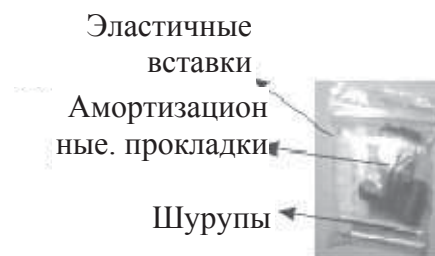 Эластичные
вставки
Амортизацион
ные. прокладки
Шурупы